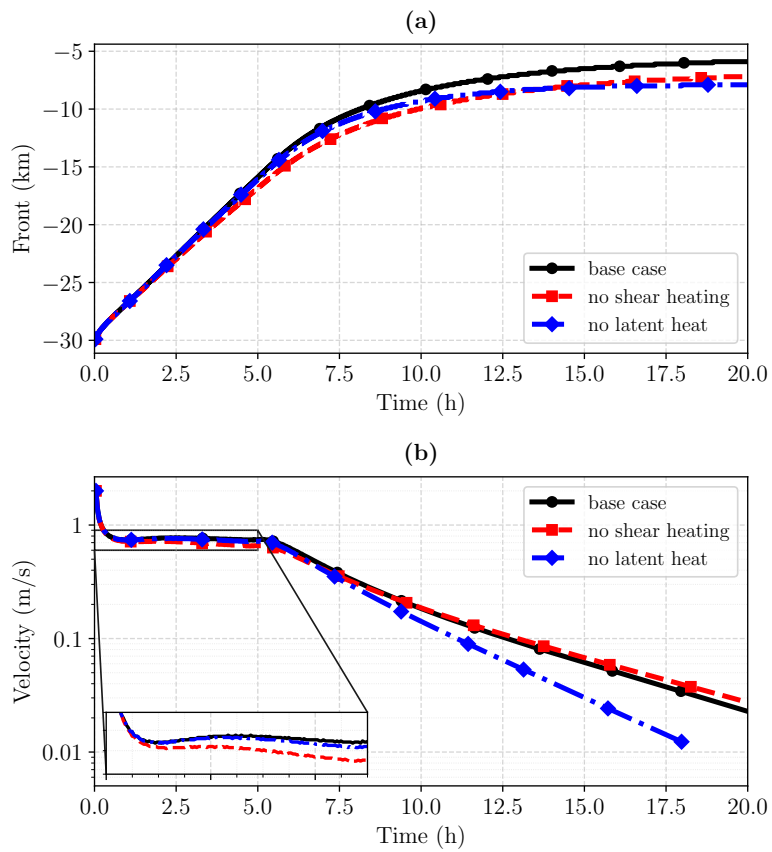 (a)
−5
−10
−15
−20
−25
−30
Front (km)
base case
no shear heating
no latent heat
0.0 2.5 5.0 7.5 10.0 12.5 15.0 17.5 20.0
Time (h)
(b)
1
0.1
0.01
Velocity (m/s)
base case
no shear heating
no latent heat
0.0 2.5 5.0 7.5 10.0 12.5 15.0 17.5 20.0
Time (h)